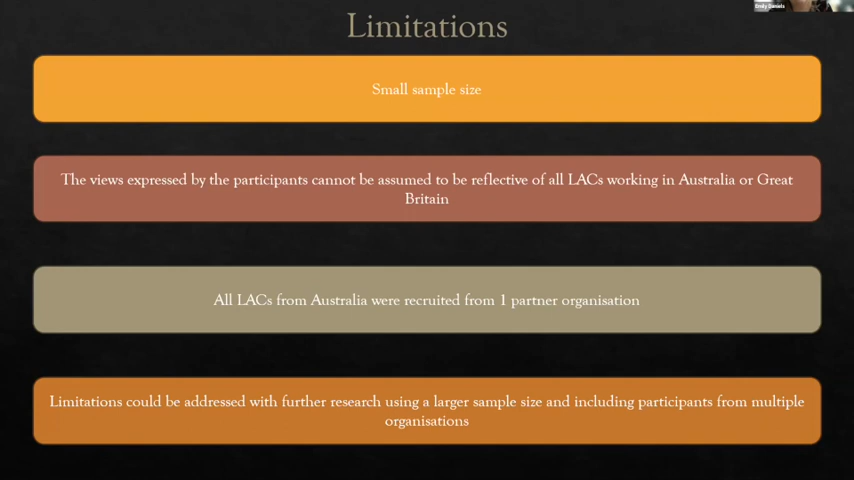 Emily Daniels
Limitations
Small sample size
The views expressed by the participants cannot be assumed to be reflective of all LACs working in Australia or Great
Britain
All LACs from Australia were recruited from 1 partner organisation
Limitations could be addressed with further research using a larger sample size and including participants from multiple
organisations